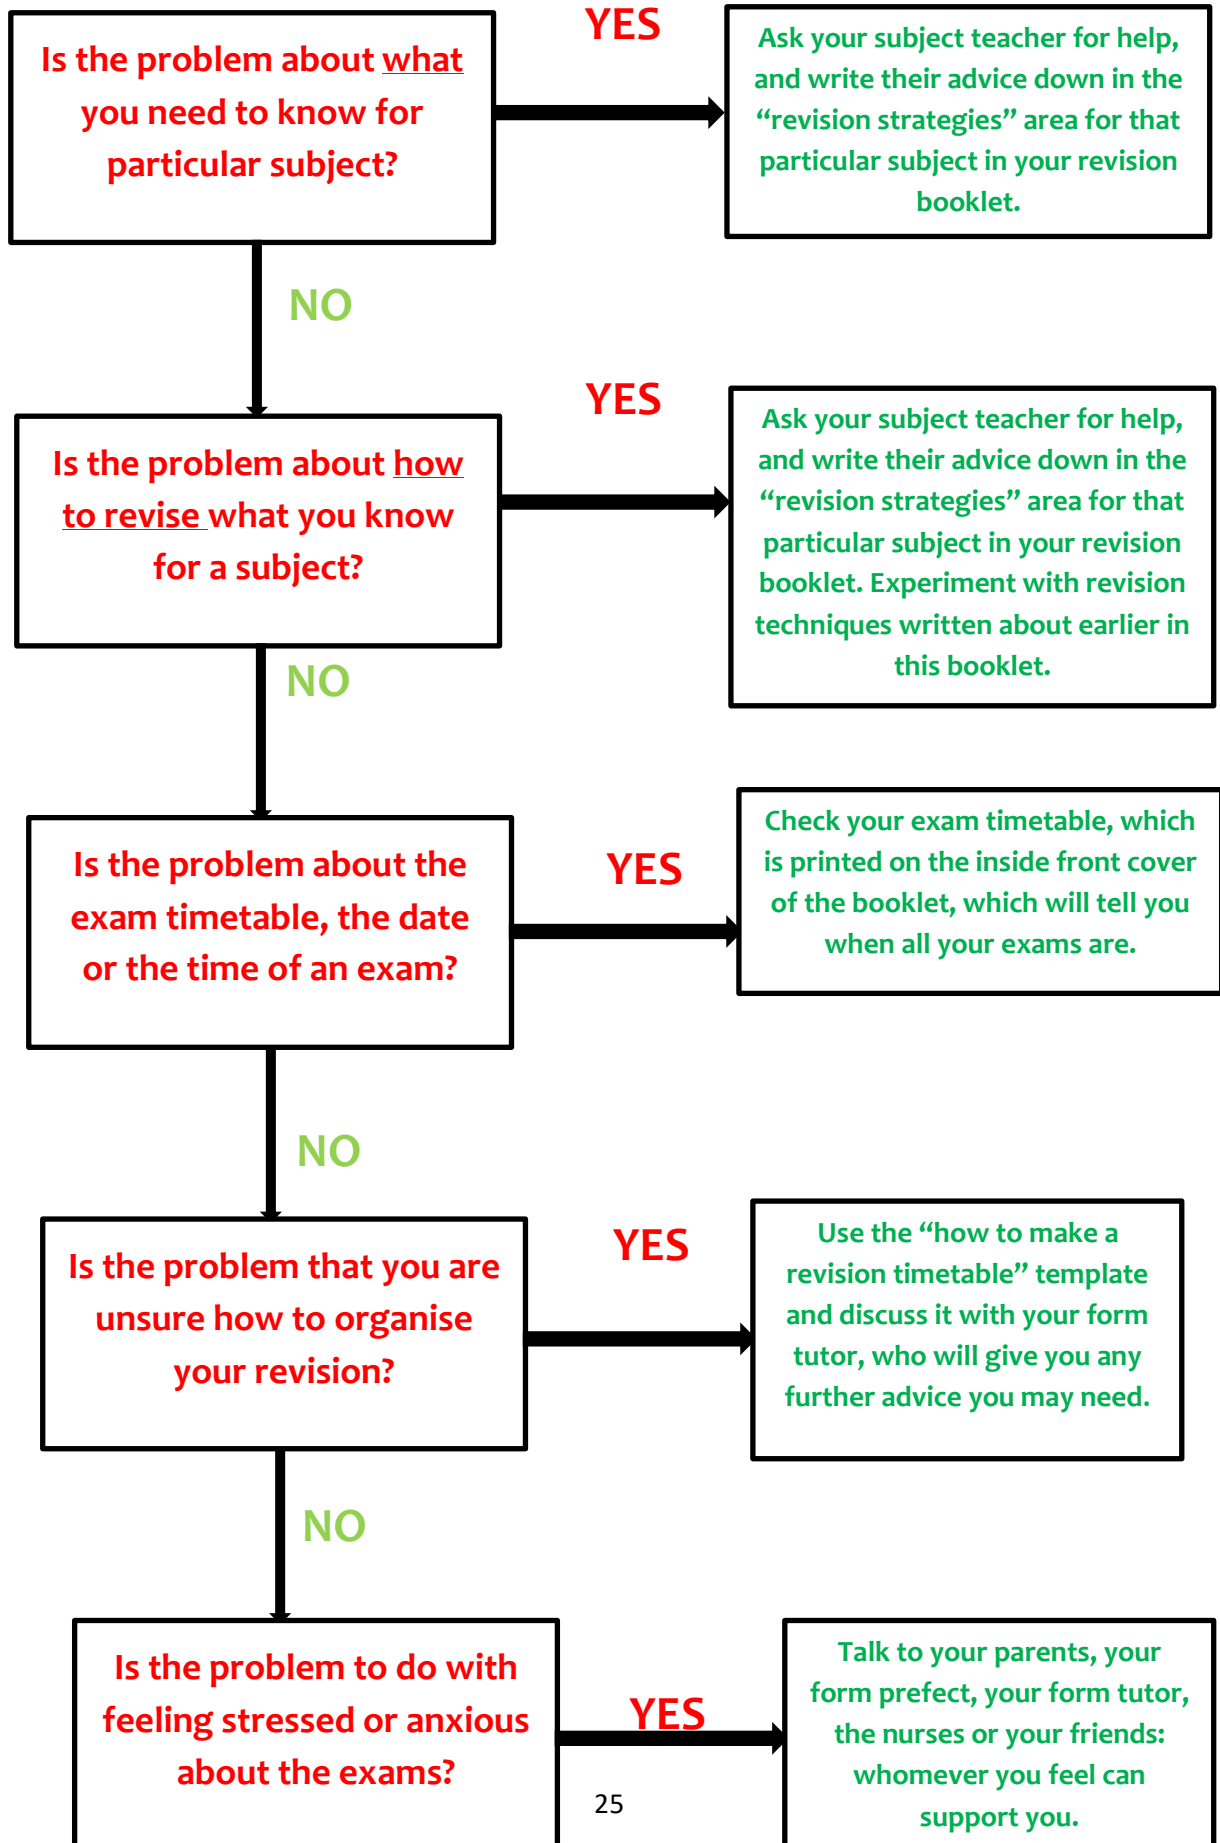 Is the problem about what
you need to know for
particular subject?
YES
Ask your subject teacher for help,
and write their advice down in the
“revision strategies” area for that
particular subject in your revision
booklet.
NO
Is the problem about how
to revise what you know
for a subject?
YES
Ask your subject teacher for help,
and write their advice down in the
“revision strategies” area for that
particular subject in your revision
booklet. Experiment with revision
techniques written about earlier in
this booklet.
NO
Is the problem about the
exam timetable, the date
or the time of an exam?
YES
Check your exam timetable, which
is printed on the inside front cover
of the booklet, which will tell you
when all your exams are.
NO
Is the problem that you are
unsure how to organise
your revision?
YES
Use the “how to make a
revision timetable” template
and discuss it with your form
tutor, who will give you any
further advice you may need.
NO
Is the problem to do with
feeling stressed or anxious
about the exams?
YES
Talk to your parents, your
form prefect, your form tutor,
the nurses or your friends:
whomever you feel can
support you.
25